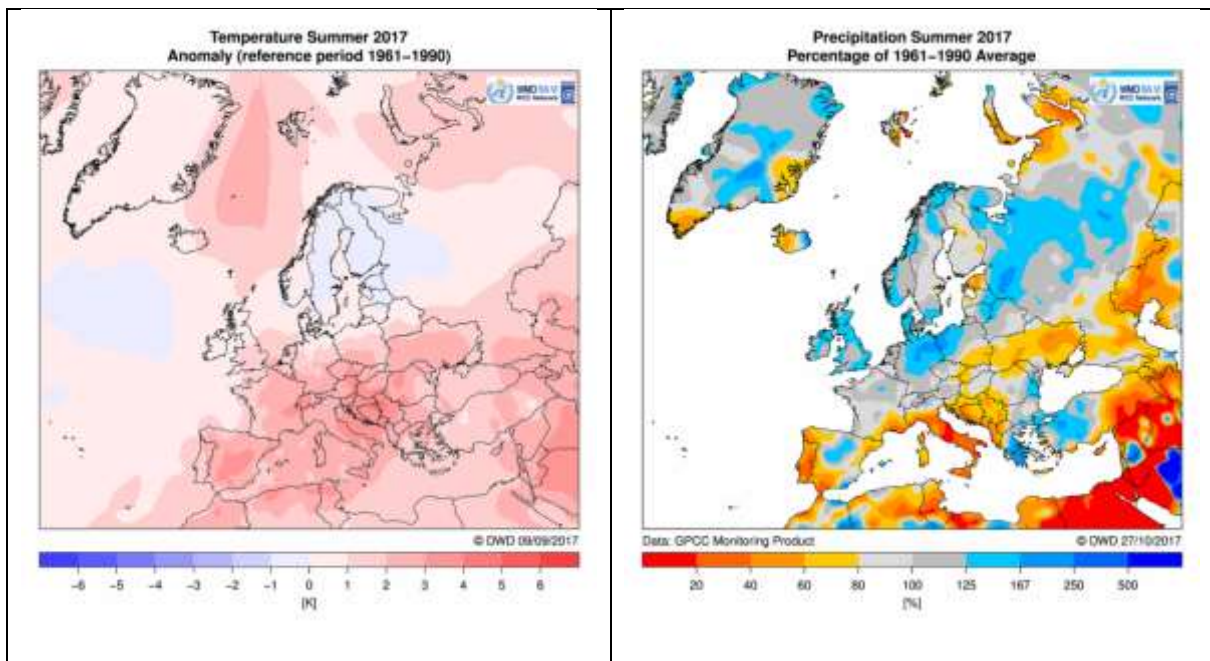 Temperature Summer 2017
Anomaly (reference period 1961−1990)
© DWD 09/09/2017
−6 −5 −4 −3 −2 −1 0 1 2 3 4 5 6
[K]
Precipitation Summer 2017
Percentage of 1961−1990 Average
Data: GPCC Monitoring Product © DWD 27/10/2017
20 40 60 80 100 125 167 250 500
[%]